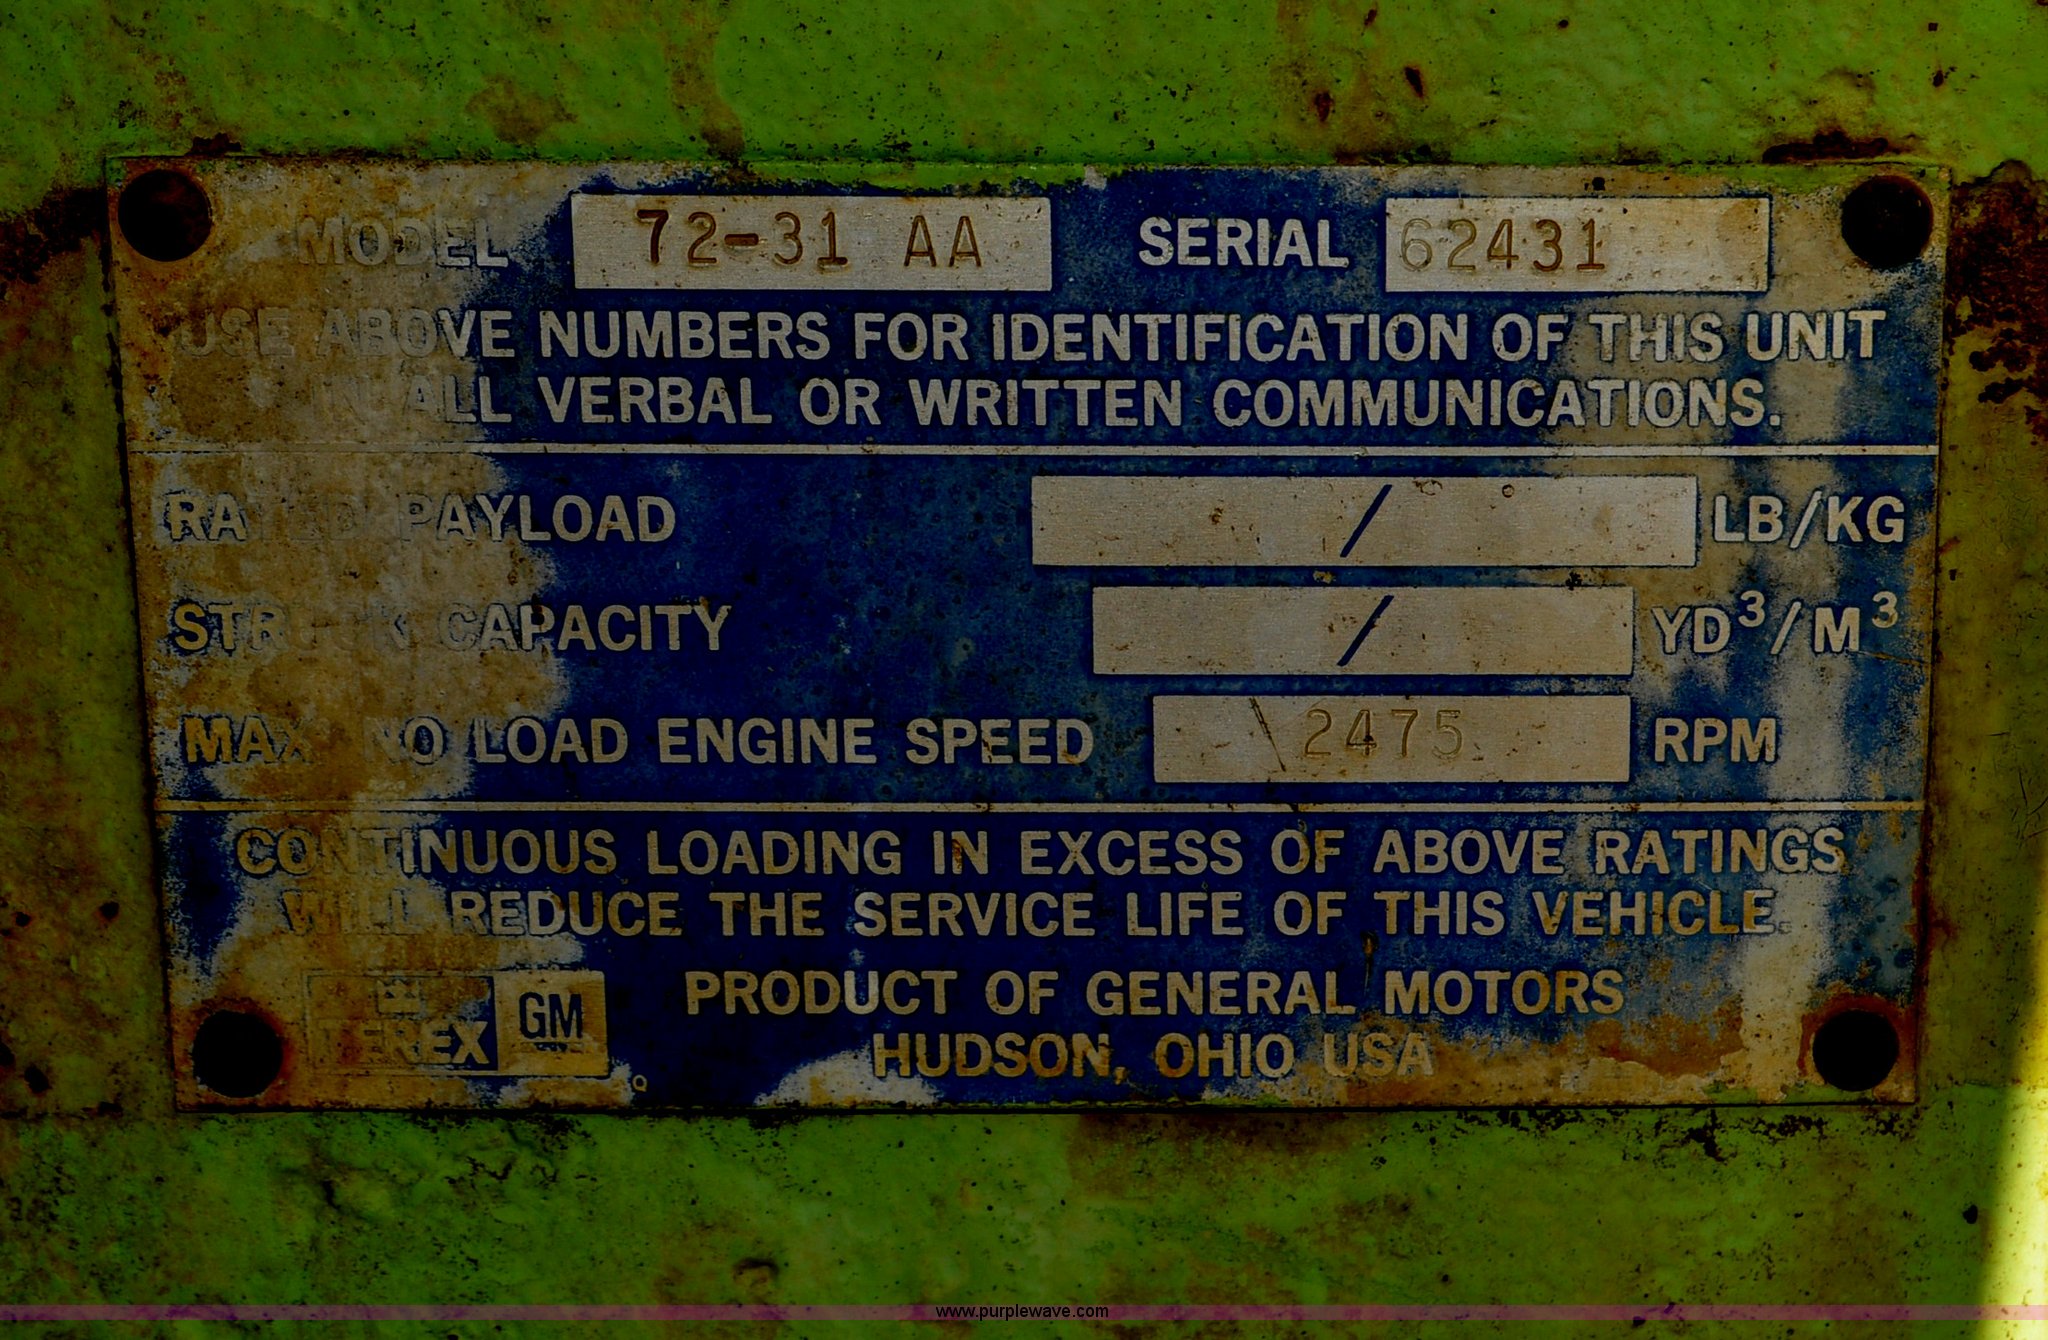 MODEL 72-31 AA SERIAL 62431
USE ABOVE NUMBERS FOR IDENTIFICATION OF THIS UNIT
IN ALL VERBAL OR WRITTEN COMMUNICATIONS.
RATED PAYLOAD / LB/KG
STRUCK CAPACITY / YD³/M³
MAX. NO LOAD ENGINE SPEED 2475 RPM
CONTINUOUS LOADING IN EXCESS OF ABOVE RATINGS
WILL REDUCE THE SERVICE LIFE OF THIS VEHICLE.
TEREX GM PRODUCT OF GENERAL MOTORS
HUDSON, OHIO USA
www.purplewave.com